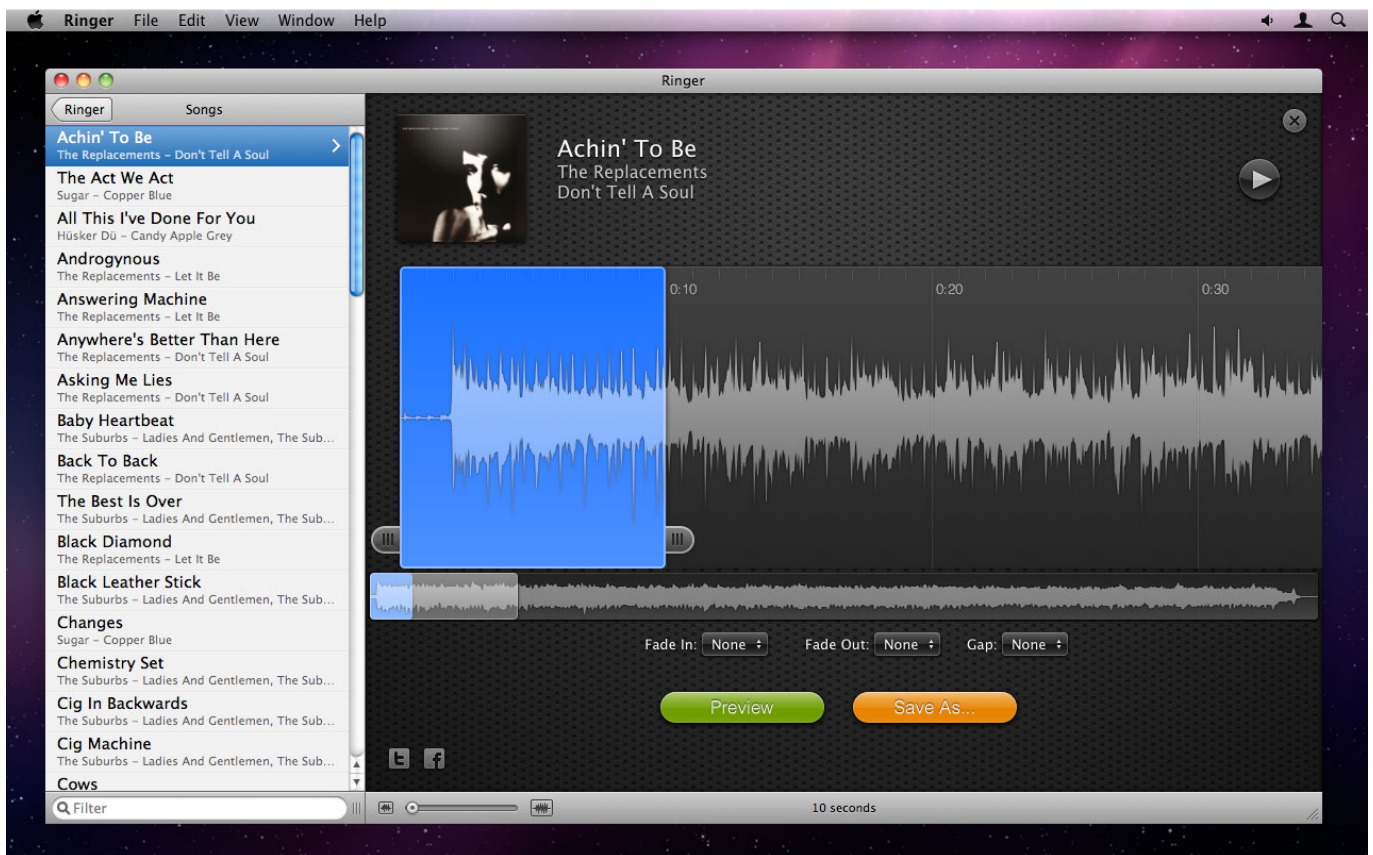 Ringer File Edit View Window Help
Ringer
Ringer Songs
Achin' To Be
The Replacements – Don't Tell A Soul
The Act We Act
Sugar – Copper Blue
All This I've Done For You
Hüsker Dü – Candy Apple Grey
Androgynous
The Replacements – Let It Be
Answering Machine
The Replacements – Let It Be
Anywhere's Better Than Here
The Replacements – Don't Tell A Soul
Asking Me Lies
The Replacements – Don't Tell A Soul
Baby Heartbeat
The Suburbs – Ladies And Gentlemen, The Sub...
Back To Back
The Replacements – Don't Tell A Soul
The Best Is Over
The Suburbs – Ladies And Gentlemen, The Sub...
Black Diamond
The Replacements – Let It Be
Black Leather Stick
The Suburbs – Ladies And Gentlemen, The Sub...
Changes
Sugar – Copper Blue
Chemistry Set
The Suburbs – Ladies And Gentlemen, The Sub...
Cig In Backwards
The Suburbs – Ladies And Gentlemen, The Sub...
Cig Machine
The Suburbs – Ladies And Gentlemen, The Sub...
Cows
Filter
Achin' To Be
The Replacements
Don't Tell A Soul
0:10 0:20 0:30
Fade In: None Fade Out: None Gap: None
Preview Save As...
10 seconds